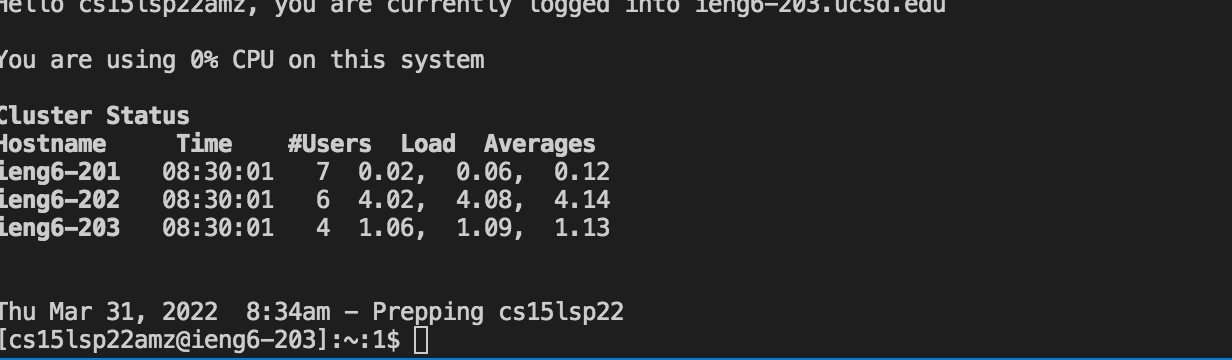 Hello cs15lsp22amz, you are currently logged into ieng6-203.ucsd.edu
You are using 0% CPU on this system
Cluster Status
Hostname     Time    #Users  Load  Averages
ieng6-201   08:30:01   7  0.02,  0.06,  0.12
ieng6-202   08:30:01   6  4.02,  4.08,  4.14
ieng6-203   08:30:01   4  1.06,  1.09,  1.13
Thu Mar 31, 2022  8:34am - Prepping cs15lsp22
[cs15lsp22amz@ieng6-203]:~:1$